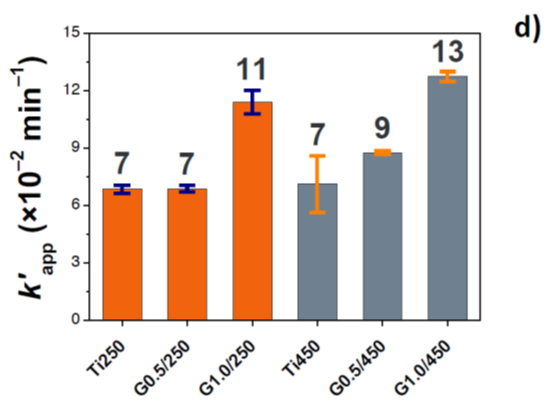 d)
k′app (×10⁻² min⁻¹)
15
12
9
6
3
0
7
7
11
7
9
13
Ti250
G0.5/250
G1.0/250
Ti450
G0.5/450
G1.0/450